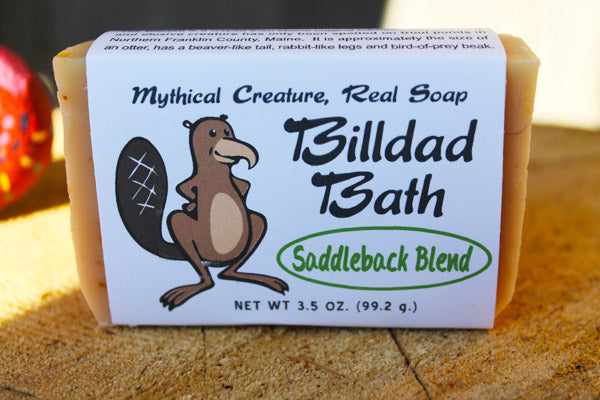 and elusive creature has only been spotted on trout ponds in
Northern Franklin County, Maine. It is approximately the size of
an otter, has a beaver-like tail, rabbit-like legs and bird-of-prey beak.
Mythical Creature, Real Soap
Billdad
Bath
Saddleback Blend
NET WT 3.5 OZ. (99.2 g.)